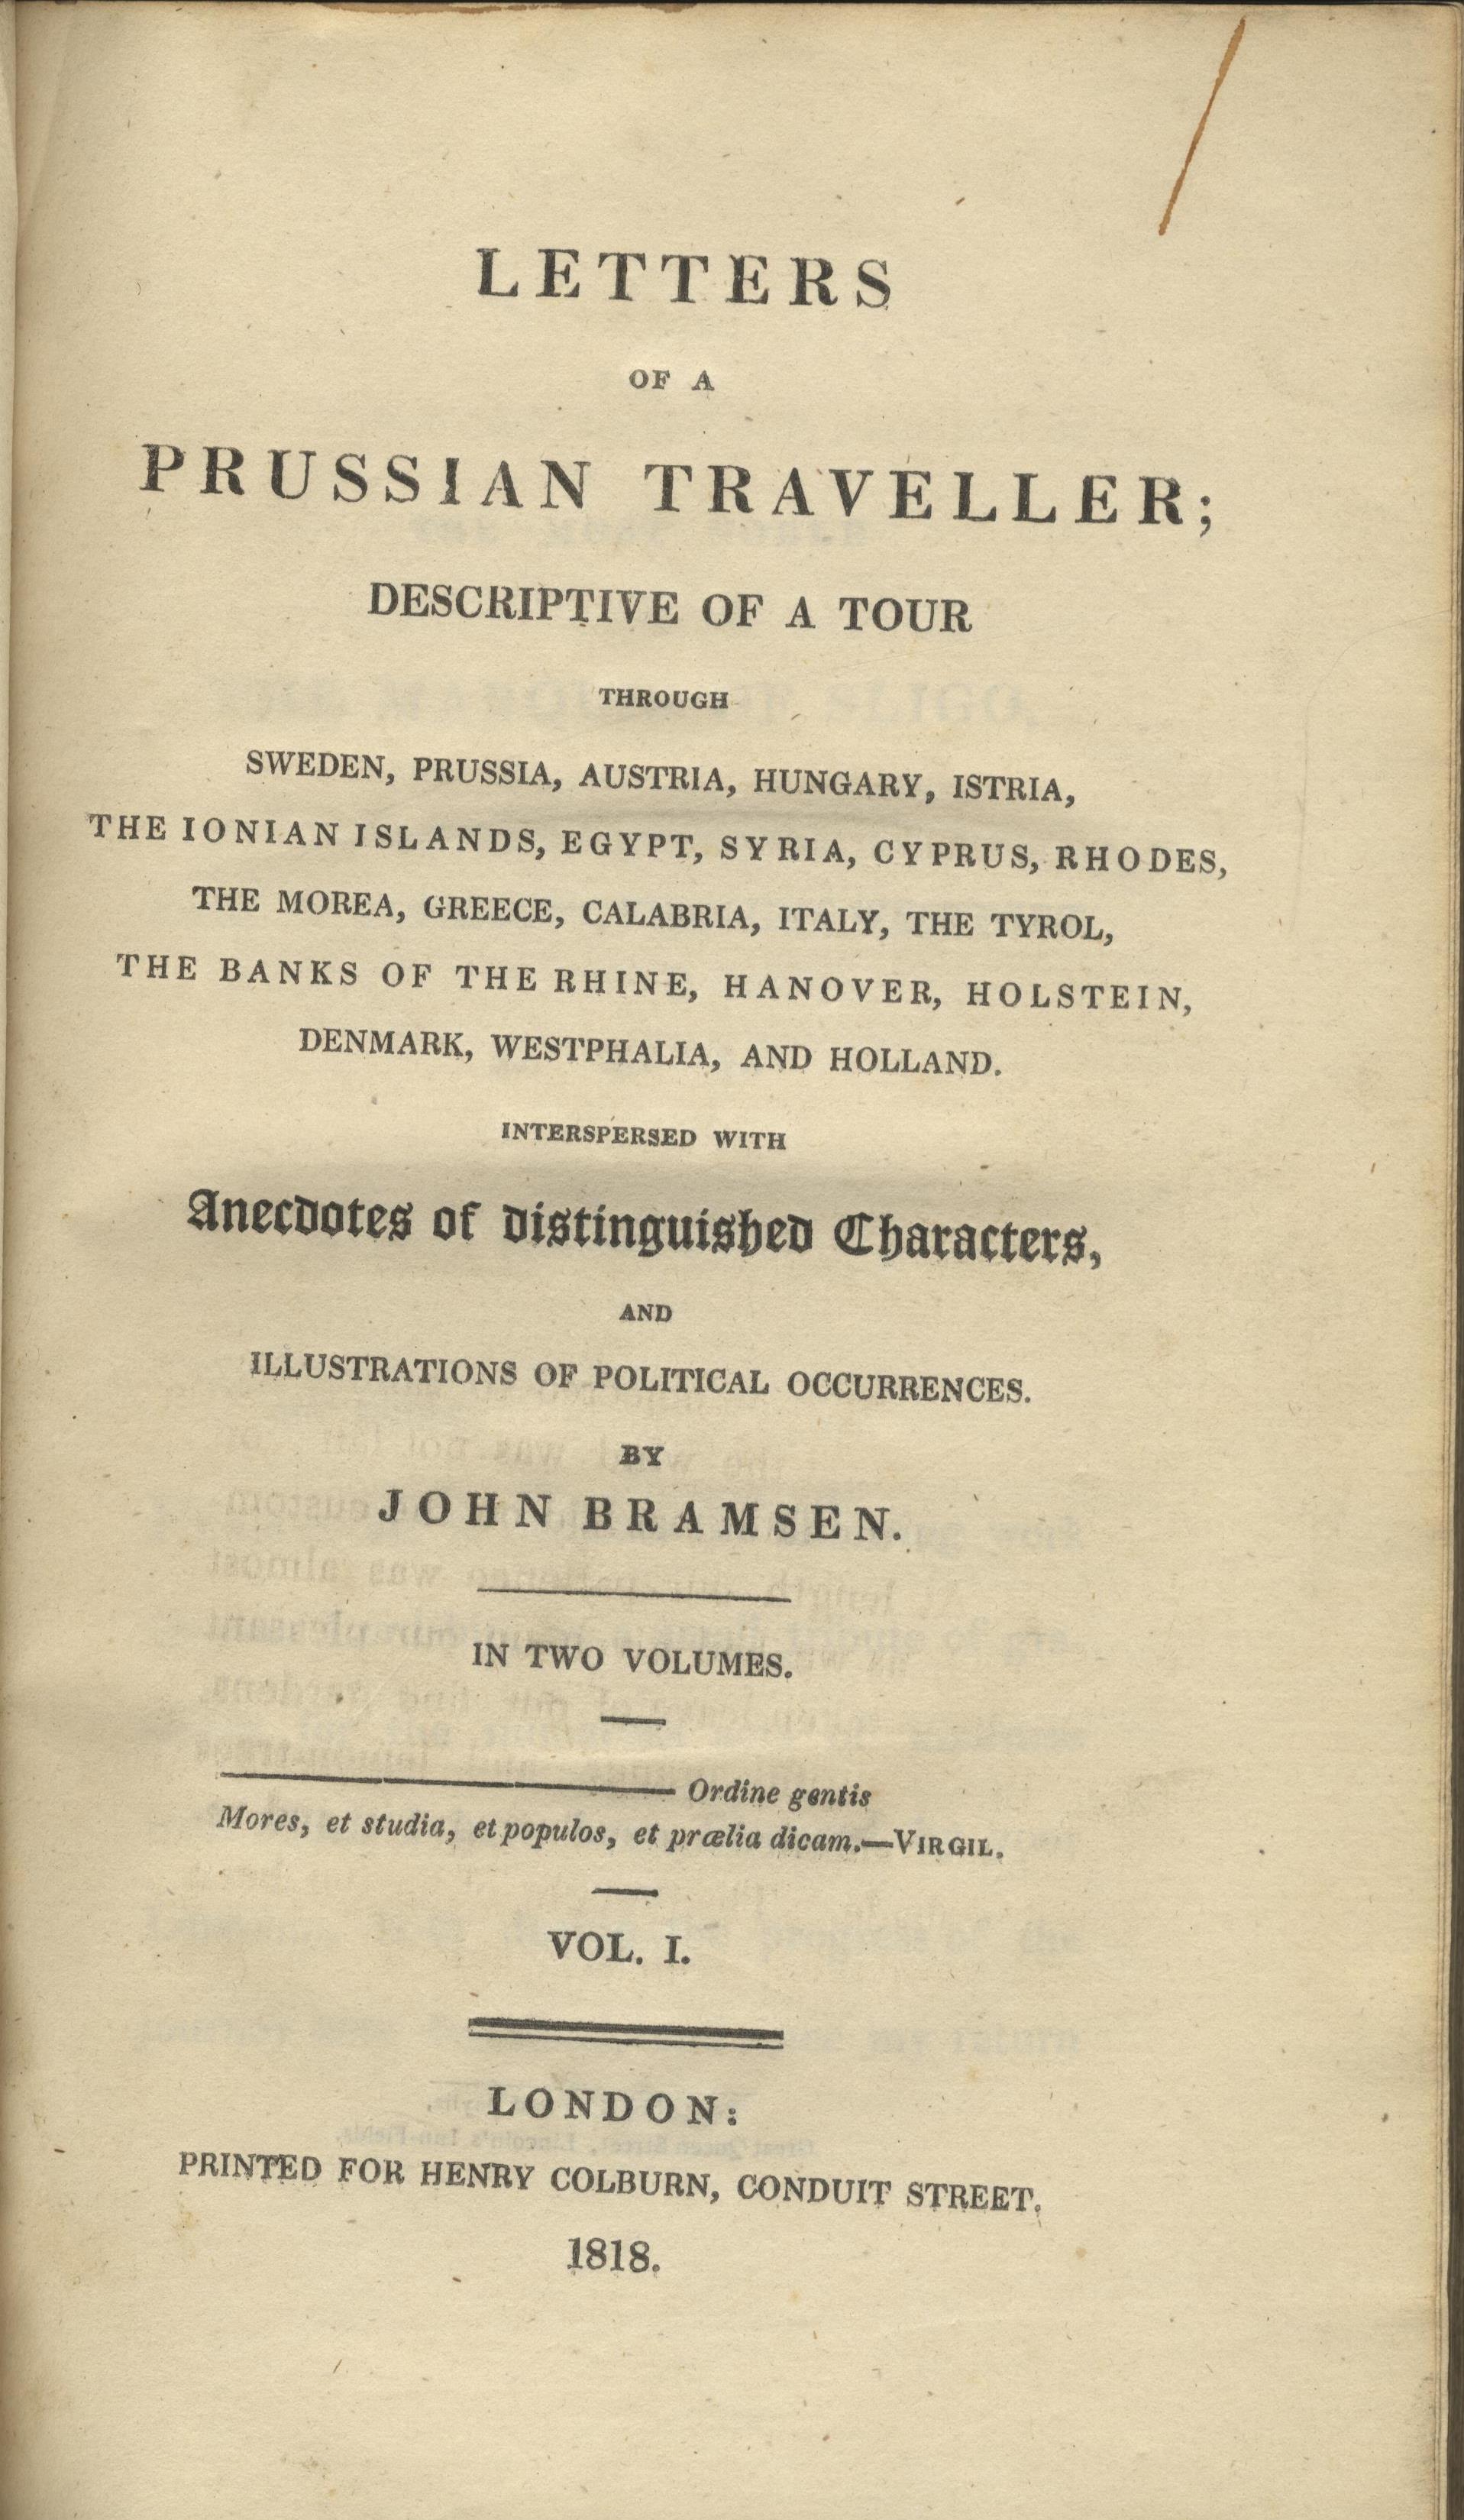 LETTERS
OF A
PRUSSIAN TRAVELLER;
DESCRIPTIVE OF A TOUR
THROUGH
SWEDEN, PRUSSIA, AUSTRIA, HUNGARY, ISTRIA,
THE IONIAN ISLANDS, EGYPT, SYRIA, CYPRUS, RHODES,
THE MOREA, GREECE, CALABRIA, ITALY, THE TYROL,
THE BANKS OF THE RHINE, HANOVER, HOLSTEIN,
DENMARK, WESTPHALIA, AND HOLLAND.
INTERSPERSED WITH
Anecdotes of distinguished Characters,
AND
ILLUSTRATIONS OF POLITICAL OCCURRENCES.
BY
JOHN BRAMSEN.
IN TWO VOLUMES.
Ordine gentis
Mores, et studia, et populos, et prælia dicam.—VIRGIL.
VOL. I.
LONDON:
PRINTED FOR HENRY COLBURN, CONDUIT STREET.
1818.